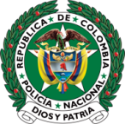 REPUBLICA DE COLOMBIA
POLICIA NACIONAL
DIOS Y PATRIA